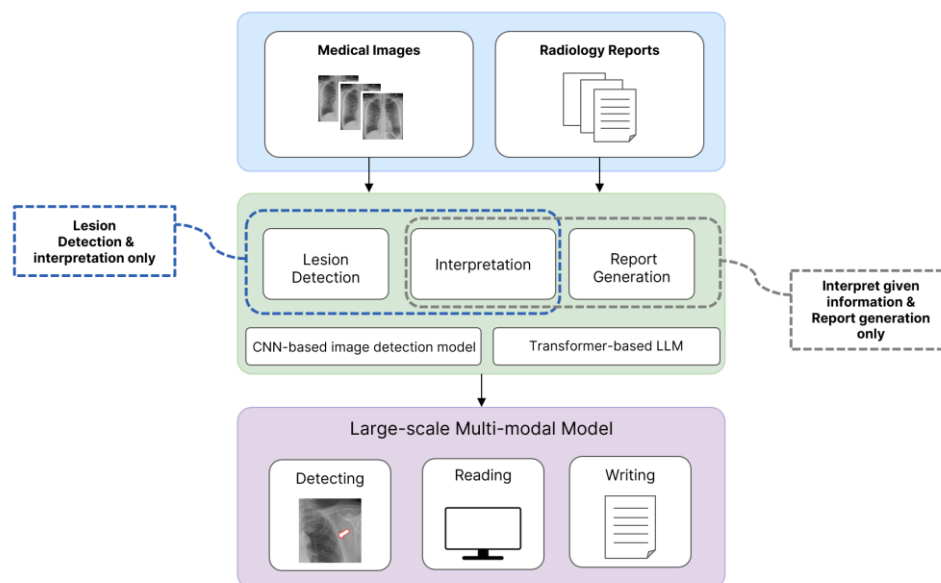 Medical Images
Radiology Reports
Lesion
Detection &
interpretation only
Lesion
Detection
Interpretation
Report
Generation
Interpret given
information &
Report generation
only
CNN-based image detection model
Transformer-based LLM
Large-scale Multi-modal Model
Detecting
Reading
Writing